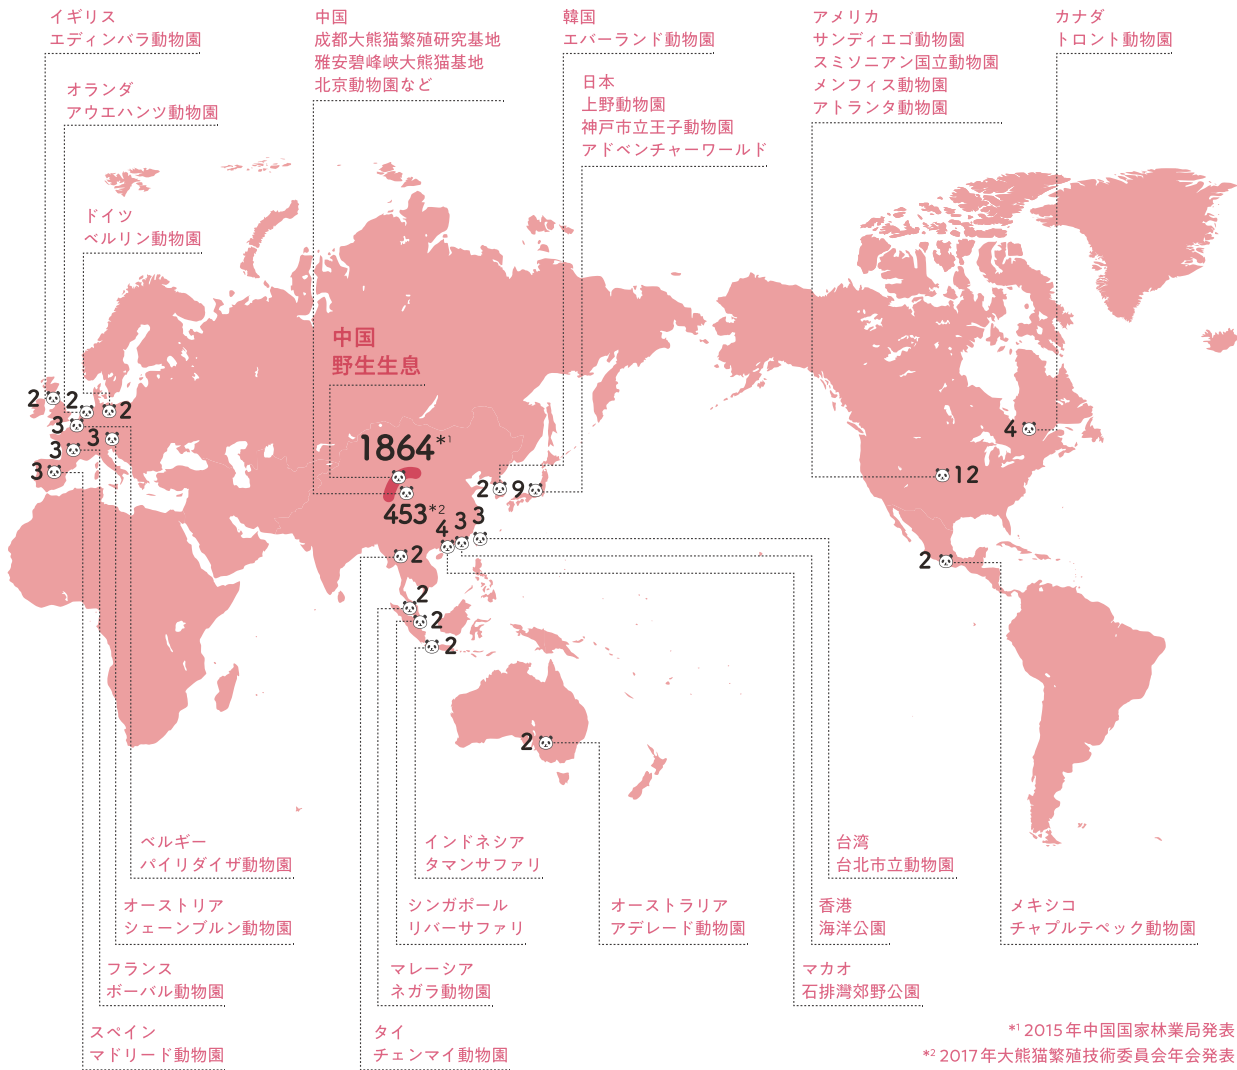 イギリス
エディンバラ動物園
オランダ
アウエハンツ動物園
中国
成都大熊猫繁殖研究基地
雅安碧峰峡大熊猫基地
北京動物園など
韓国
エバーランド動物園
日本
上野動物園
神戸市立王子動物園
アドベンチャーワールド
アメリカ
サンディエゴ動物園
スミソニアン国立動物園
メンフィス動物園
アトランタ動物園
カナダ
トロント動物園
ドイツ
ベルリン動物園
中国
野生生息
1864*1
453*2
2
2
2
3
3
3
3
2
9
4
3
3
2
2
2
2
2
4
12
2
ベルギー
パイリダイザ動物園
オーストリア
シェーンブルン動物園
フランス
ボーバル動物園
スペイン
マドリード動物園
インドネシア
タマンサファリ
シンガポール
リバーサファリ
マレーシア
ネガラ動物園
タイ
チェンマイ動物園
オーストラリア
アデレード動物園
台湾
台北市立動物園
香港
海洋公園
マカオ
石排灣郊野公園
メキシコ
チャプルテペック動物園
*1 2015年中国国家林業局発表
*2 2017年大熊猫繁殖技術委員会年会発表